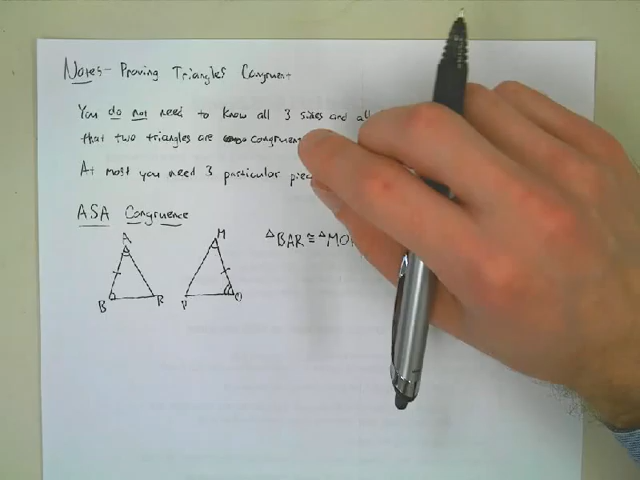 Notes - Proving Triangles Congruent
You do not need to know all 3 sides and all
that two triangles are congruent
At most you need 3 particular
ASA Congruence
A
M
△BAR ≅ △MO
B
R
P
O